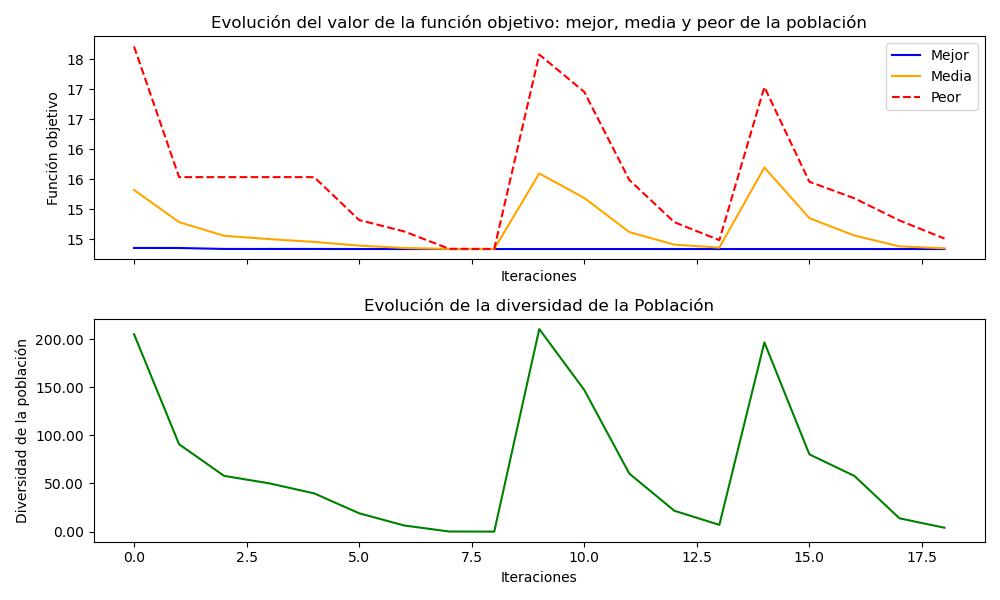 Evolución del valor de la función objetivo: mejor, media y peor de la población
Función objetivo
18
17
17
16
16
15
15
Mejor
Media
Peor
Iteraciones
Evolución de la diversidad de la Población
Diversidad de la población
200.00
150.00
100.00
50.00
0.00
0.0 2.5 5.0 7.5 10.0 12.5 15.0 17.5
Iteraciones